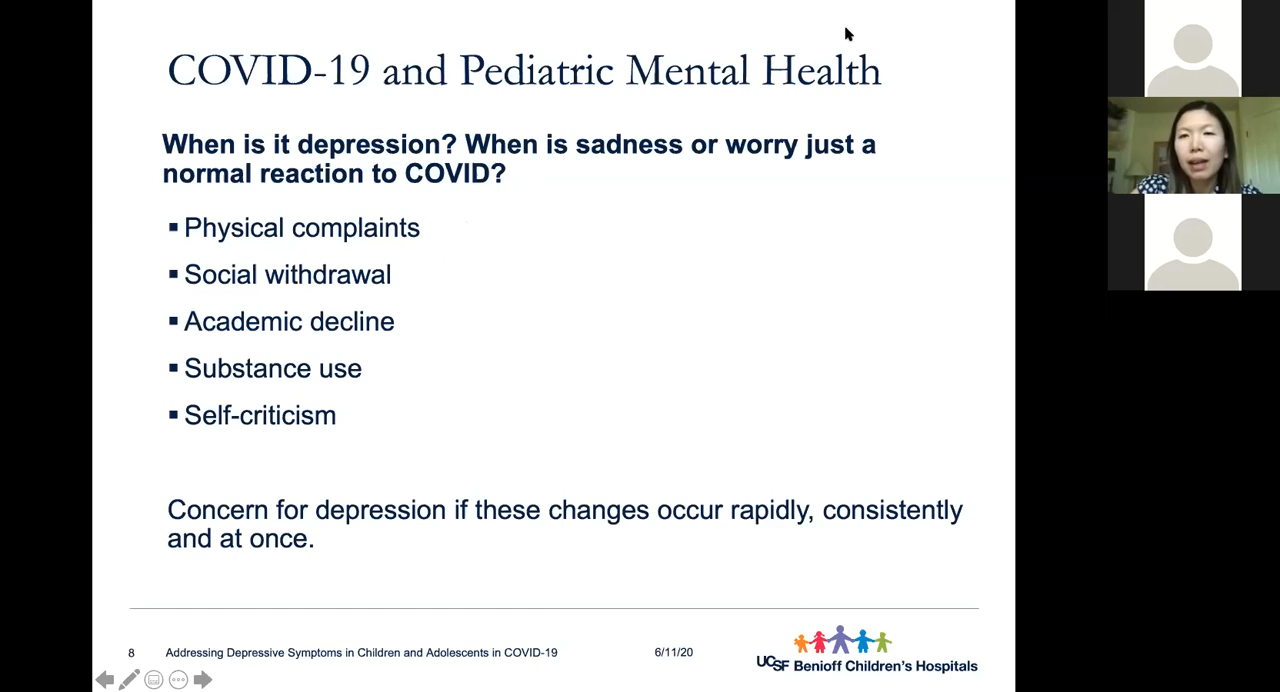 COVID-19 and Pediatric Mental Health
When is it depression? When is sadness or worry just a
normal reaction to COVID?
▪ Physical complaints
▪ Social withdrawal
▪ Academic decline
▪ Substance use
▪ Self-criticism
Concern for depression if these changes occur rapidly, consistently
and at once.
8 Addressing Depressive Symptoms in Children and Adolescents in COVID-19 6/11/20
UCSF Benioff Children's Hospitals